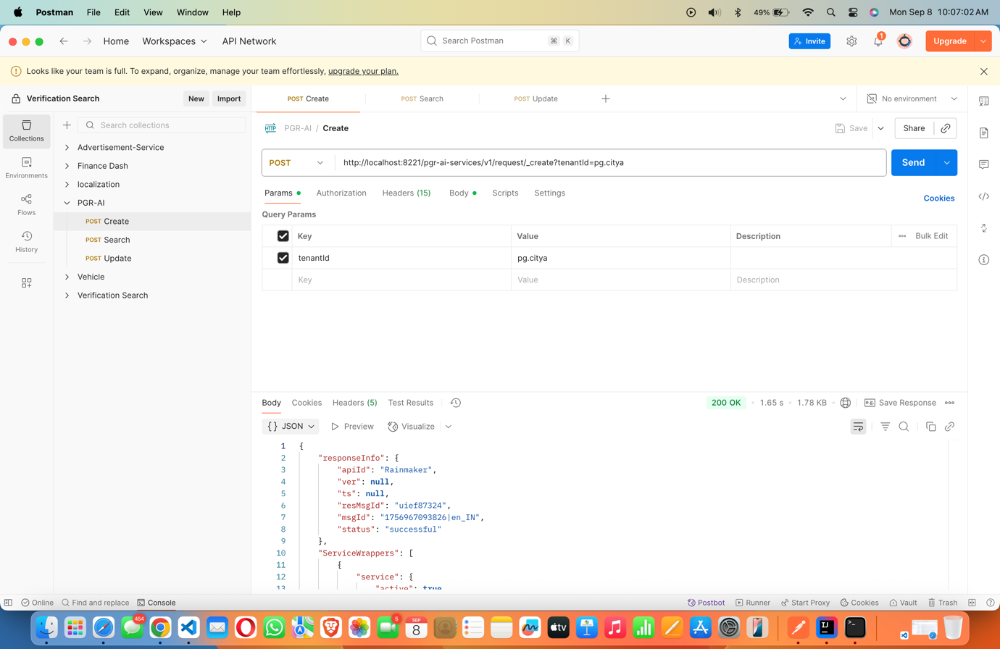 Postman File Edit View Window Help 49% Mon Sep 8 10:07:02 AM
Home Workspaces API Network Search Postman ⌘ K Invite 1 Upgrade
Looks like your team is full. To expand, organize, manage your team effortlessly, upgrade your plan.
Verification Search New Import POST Create POST Search POST Update No environment
Collections Search collections HTTP PGR-AI / Create Save Share
Advertisement-Service
Finance Dash POST http://localhost:8221/pgr-ai-services/v1/request/_create?tenantId=pg.citya Send
Environments
localization
Params Authorization Headers (15) Body Scripts Settings Cookies
PGR-AI
Flows
Query Params
POST Create
Key Value Description Bulk Edit
POST Search
History
tenantId pg.citya
POST Update
Vehicle Key Value Description
Verification Search
Body Cookies Headers (5) Test Results 200 OK 1.65 s 1.78 KB e.g Save Response
{} JSON Preview Visualize
1 {
2 "responseInfo": {
3 "apiId": "Rainmaker",
4 "ver": null,
5 "ts": null,
6 "resMsgId": "uief87324",
7 "msgId": "1756967093826|en_IN",
8 "status": "successful"
9 },
10 "ServiceWrappers": [
11 {
12 "service": {
13 "active": true
Online Find and replace Console Postbot Runner Start Proxy Cookies Vault Trash
454 5 SEP 8 tv IJ